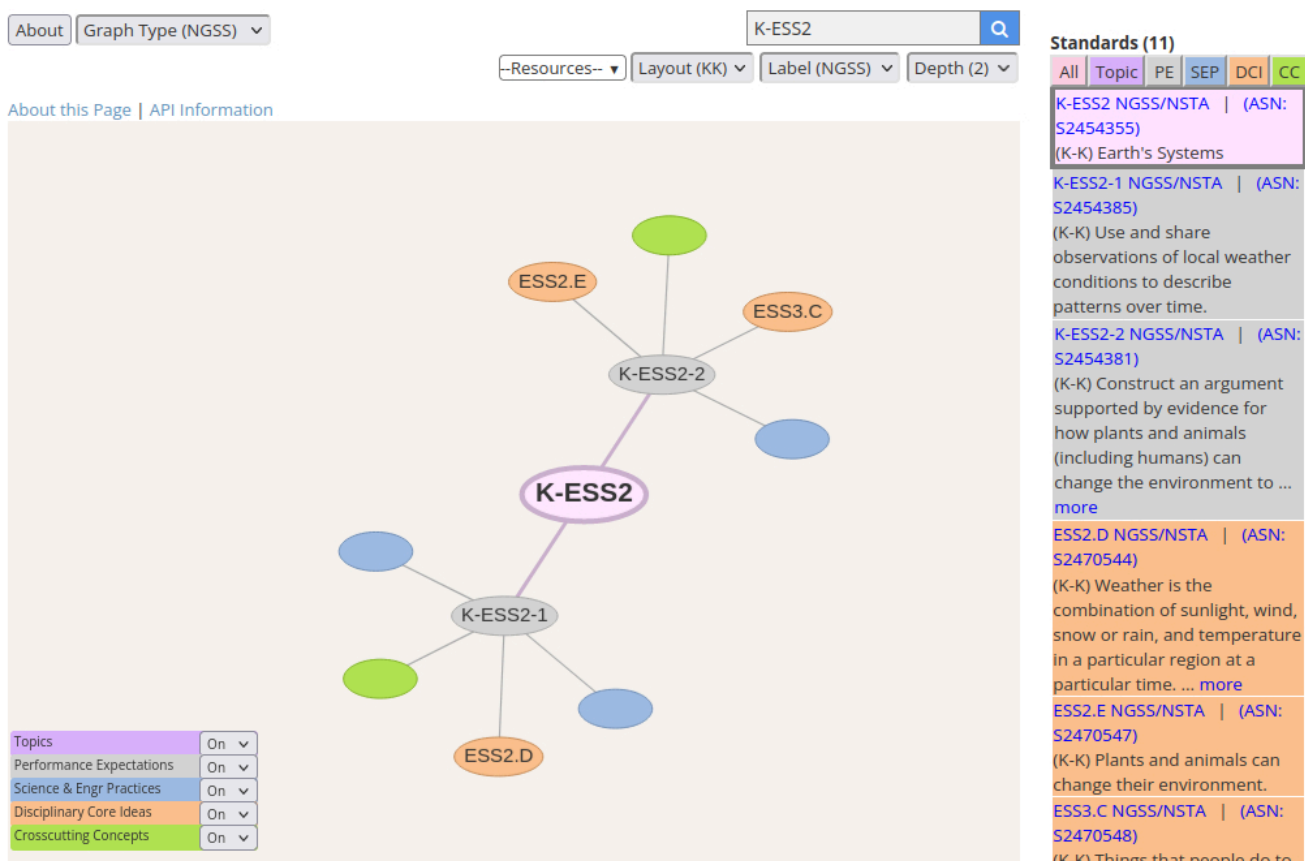 About
Graph Type (NGSS)
K-ESS2
--Resources--
Layout (KK)
Label (NGSS)
Depth (2)
About this Page | API Information
ESS2.E
ESS3.C
K-ESS2-2
K-ESS2
K-ESS2-1
ESS2.D
Topics On
Performance Expectations On
Science & Engr Practices On
Disciplinary Core Ideas On
Crosscutting Concepts On
Standards (11)
All Topic PE SEP DCI CC
K-ESS2 NGSS/NSTA | (ASN:
S2454355)
(K-K) Earth's Systems
K-ESS2-1 NGSS/NSTA | (ASN:
S2454385)
(K-K) Use and share
observations of local weather
conditions to describe
patterns over time.
K-ESS2-2 NGSS/NSTA | (ASN:
S2454381)
(K-K) Construct an argument
supported by evidence for
how plants and animals
(including humans) can
change the environment to ...
more
ESS2.D NGSS/NSTA | (ASN:
S2470544)
(K-K) Weather is the
combination of sunlight, wind,
snow or rain, and temperature
in a particular region at a
particular time. ... more
ESS2.E NGSS/NSTA | (ASN:
S2470547)
(K-K) Plants and animals can
change their environment.
ESS3.C NGSS/NSTA | (ASN:
S2470548)
(K-K) Things that people do to